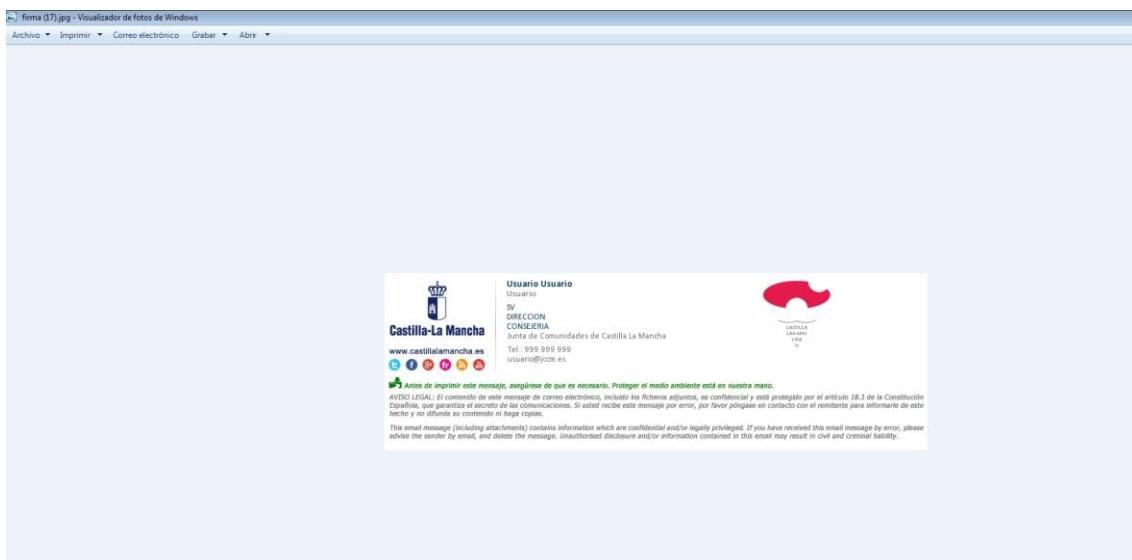 firma (17).jpg - Visualizador de fotos de Windows
Archivo Imprimir Correo electrónico Grabar Abrir
Castilla-La Mancha
www.castillalamancha.es
Usuario Usuario
Usuario
SV
DIRECCION
CONSEJERIA
Junta de Comunidades de Castilla La Mancha
Tel.: 999 999 999
usuario@jccm.es
CASTILLA
Antes de imprimir este mensaje, asegúrese de que es necesario. Proteger el medio ambiente está en nuestra mano.
AVISO LEGAL: El contenido de este mensaje de correo electrónico, incluido los ficheros adjuntos, es confidencial y está protegido por el artículo 18.3 de la Constitución
Española, que garantiza el secreto de las comunicaciones. Si usted recibe este mensaje por error, por favor póngase en contacto con el remitente para informarle de este
hecho y no difunda su contenido ni haga copias.
This email message (including attachments) contains information which are confidential and/or legally privileged. If you have received this email message by error, please
advise the sender by email, and delete the message. Unauthorised disclosure and/or information contained in this email may result in civil and criminal liability.